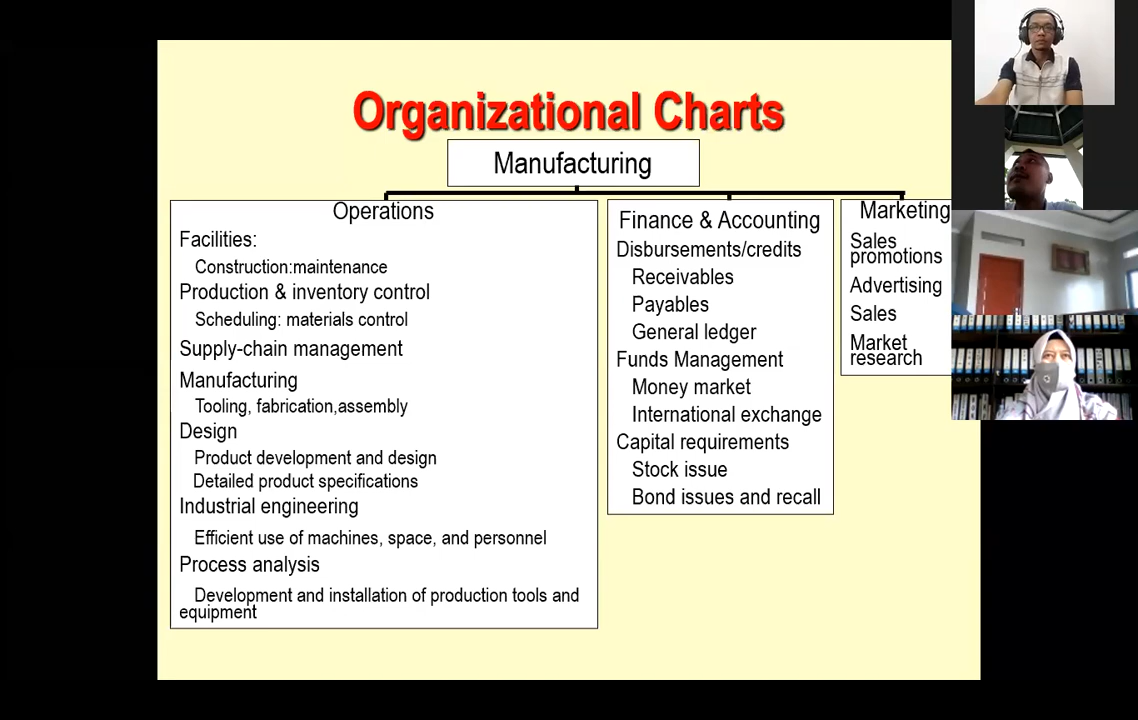 Organizational Charts
Manufacturing
Operations
Facilities:
Construction:maintenance
Production & inventory control
Scheduling: materials control
Supply-chain management
Manufacturing
Tooling, fabrication,assembly
Design
Product development and design
Detailed product specifications
Industrial engineering
Efficient use of machines, space, and personnel
Process analysis
Development and installation of production tools and
equipment
Finance & Accounting
Disbursements/credits
Receivables
Payables
General ledger
Funds Management
Money market
International exchange
Capital requirements
Stock issue
Bond issues and recall
Marketing
Sales
promotions
Advertising
Sales
Market
research